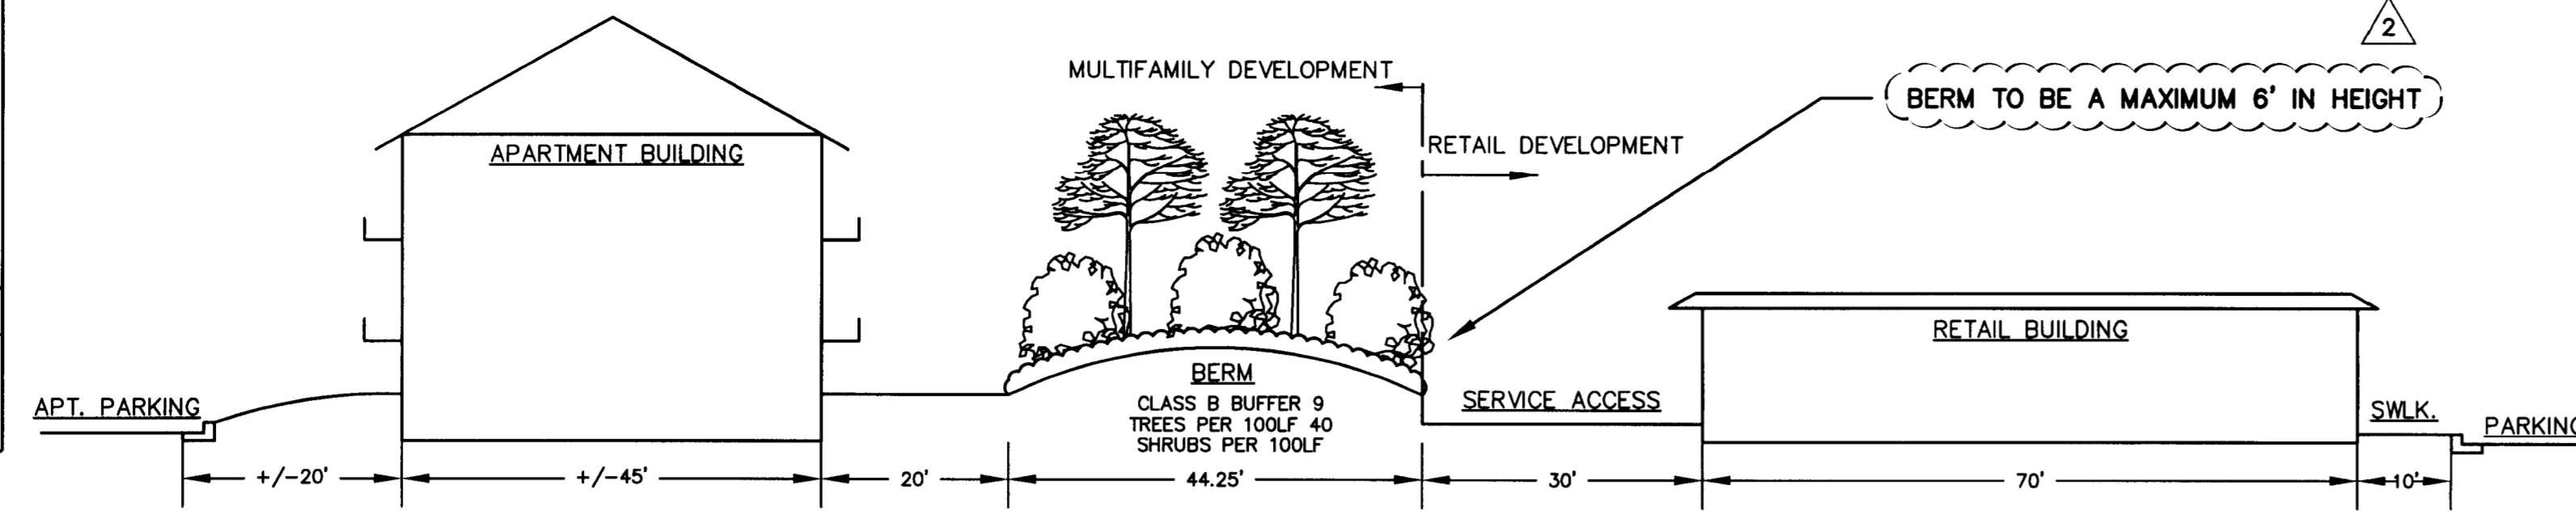 2
MULTIFAMILY DEVELOPMENT
BERM TO BE A MAXIMUM 6' IN HEIGHT
RETAIL DEVELOPMENT
APARTMENT BUILDING
RETAIL BUILDING
BERM
CLASS B BUFFER 9
TREES PER 100LF 40
SHRUBS PER 100LF
APT. PARKING
SERVICE ACCESS
SWLK.
PARKING
+/-20'
+/-45'
20'
44.25'
30'
70'
10'